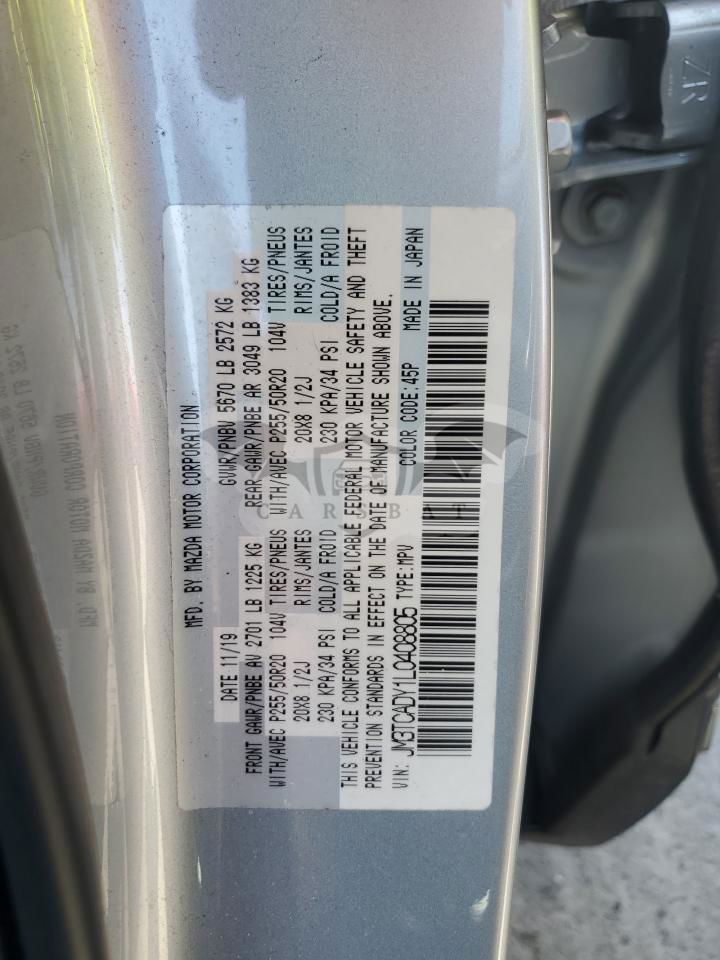 MFD. BY MAZDA MOTOR CORPORATION
DATE 11/19 GVWR/PNBV 5670 LB 2572 KG
FRONT GAWR/PNBE AV 2701 LB 1225 KG REAR GAWR/PNBE AR 3049 LB 1383 KG
WITH/AVEC P255/50R20 104V TIRES/PNEUS WITH/AVEC P255/50R20 104V TIRES/PNEUS
20X8 1/2J RIMS/JANTES 20X8 1/2J RIMS/JANTES
230 KPA/34 PSI COLD/A FROID 230 KPA/34 PSI COLD/A FROID
THIS VEHICLE CONFORMS TO ALL APPLICABLE FEDERAL MOTOR VEHICLE SAFETY AND THEFT
PREVENTION STANDARDS IN EFFECT ON THE DATE OF MANUFACTURE SHOWN ABOVE.
VIN: JM3TCADY1L0408805 TYPE:MPV COLOR CODE:45P MADE IN JAPAN
CARSBAT
ZR